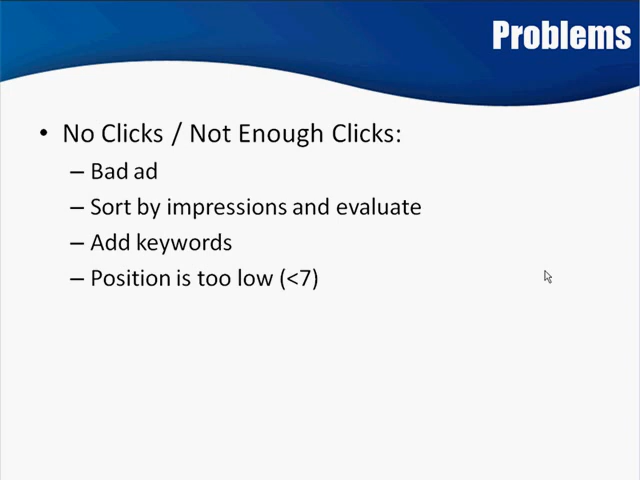 Problems
• No Clicks / Not Enough Clicks:
– Bad ad
– Sort by impressions and evaluate
– Add keywords
– Position is too low (<7)